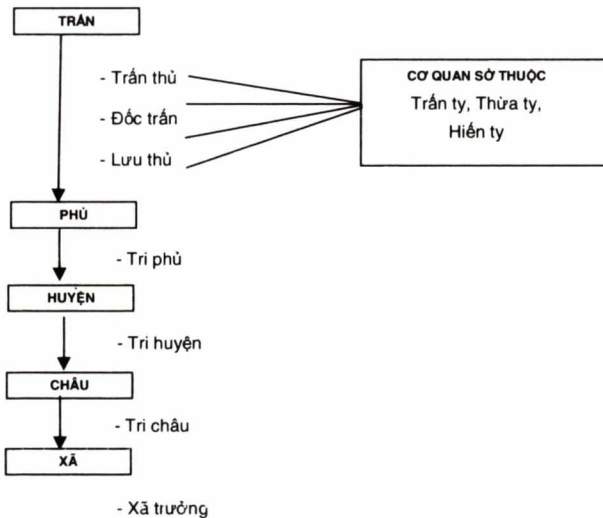 TRẤN
- Trấn thủ
- Đốc trấn
- Lưu thủ
CƠ QUAN SỞ THUỘC
Trấn ty, Thừa ty,
Hiến ty
PHỦ
- Tri phủ
HUYỆN
- Tri huyện
CHÂU
- Tri châu
XÃ
- Xã trưởng